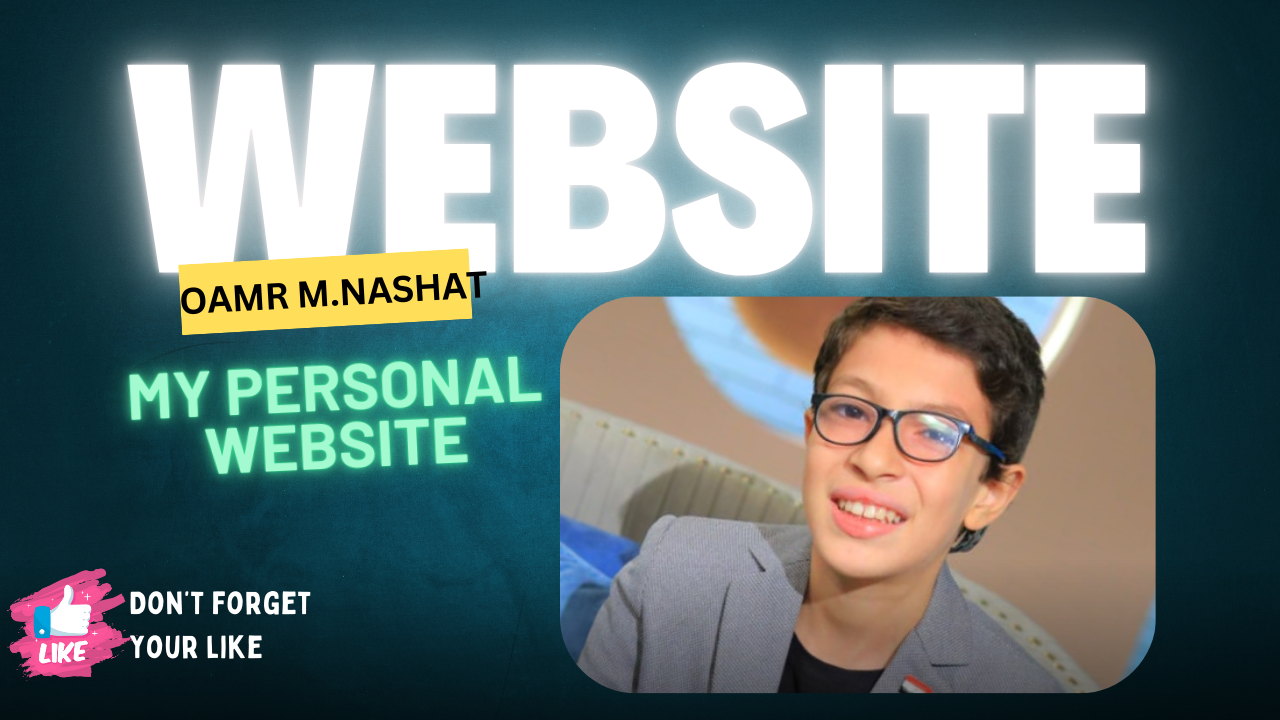 WEBSITE
OAMR M.NASHAT
MY PERSONAL
WEBSITE
DON'T FORGET
YOUR LIKE
LIKE